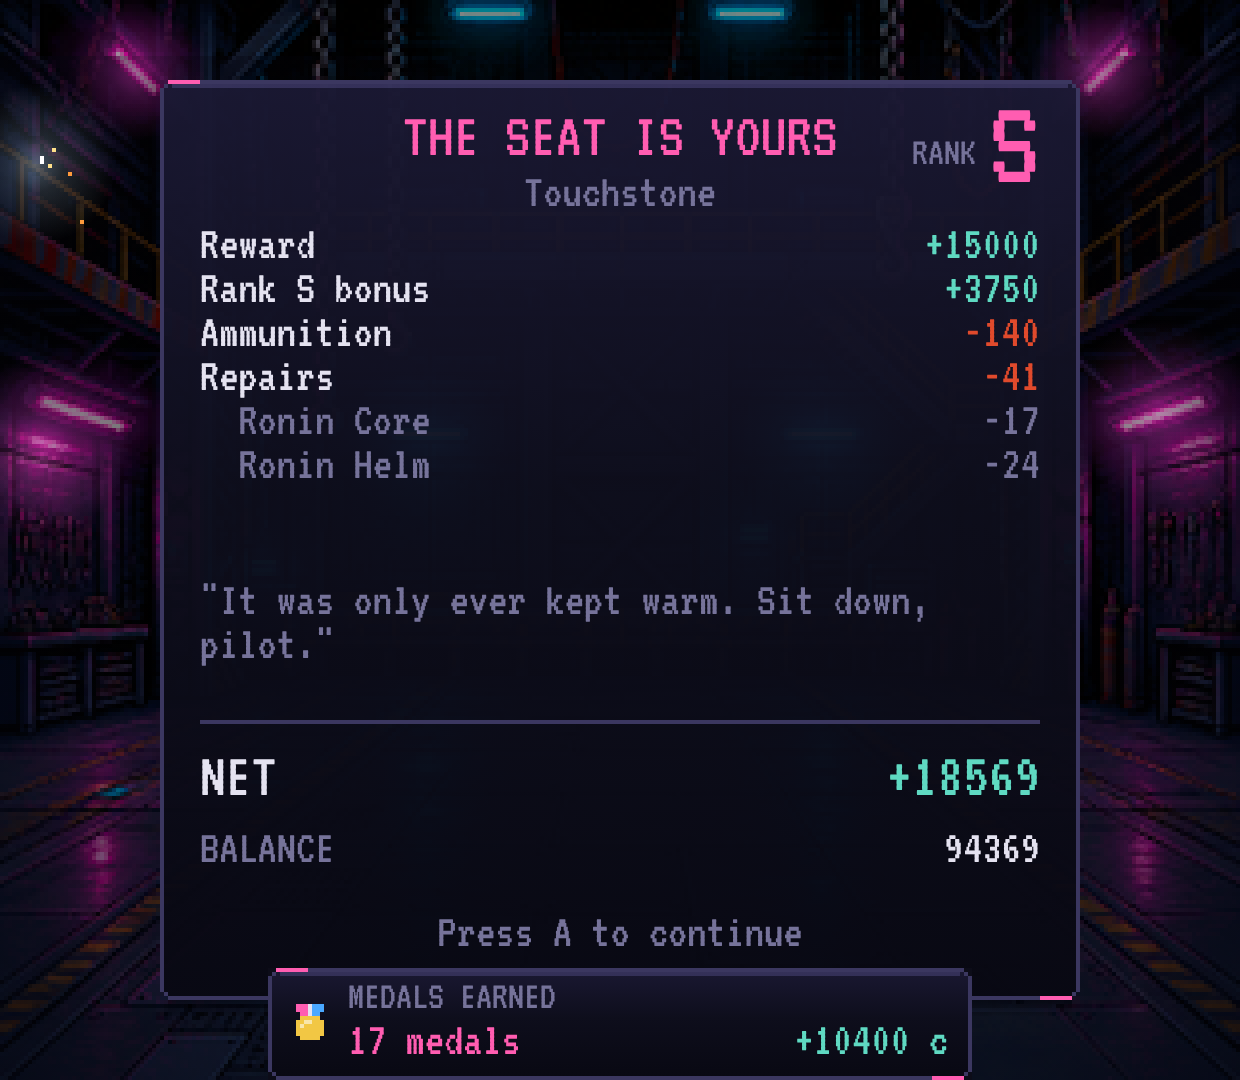 THE SEAT IS YOURS
RANK S
Touchstone
Reward +15000
Rank S bonus +3750
Ammunition -140
Repairs -41
Ronin Core -17
Ronin Helm -24
"It was only ever kept warm. Sit down,
pilot."
NET +18569
BALANCE 94369
Press A to continue
MEDALS EARNED
17 medals +10400 c